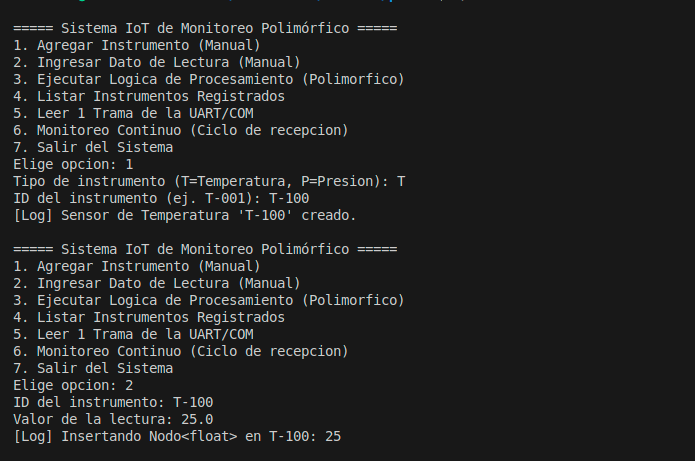 ===== Sistema IoT de Monitoreo Polimórfico =====
1. Agregar Instrumento (Manual)
2. Ingresar Dato de Lectura (Manual)
3. Ejecutar Logica de Procesamiento (Polimorfico)
4. Listar Instrumentos Registrados
5. Leer 1 Trama de la UART/COM
6. Monitoreo Continuo (Ciclo de recepcion)
7. Salir del Sistema
Elige opcion: 1
Tipo de instrumento (T=Temperatura, P=Presion): T
ID del instrumento (ej. T-001): T-100
[Log] Sensor de Temperatura 'T-100' creado.

===== Sistema IoT de Monitoreo Polimórfico =====
1. Agregar Instrumento (Manual)
2. Ingresar Dato de Lectura (Manual)
3. Ejecutar Logica de Procesamiento (Polimorfico)
4. Listar Instrumentos Registrados
5. Leer 1 Trama de la UART/COM
6. Monitoreo Continuo (Ciclo de recepcion)
7. Salir del Sistema
Elige opcion: 2
ID del instrumento: T-100
Valor de la lectura: 25.0
[Log] Insertando Nodo<float> en T-100: 25